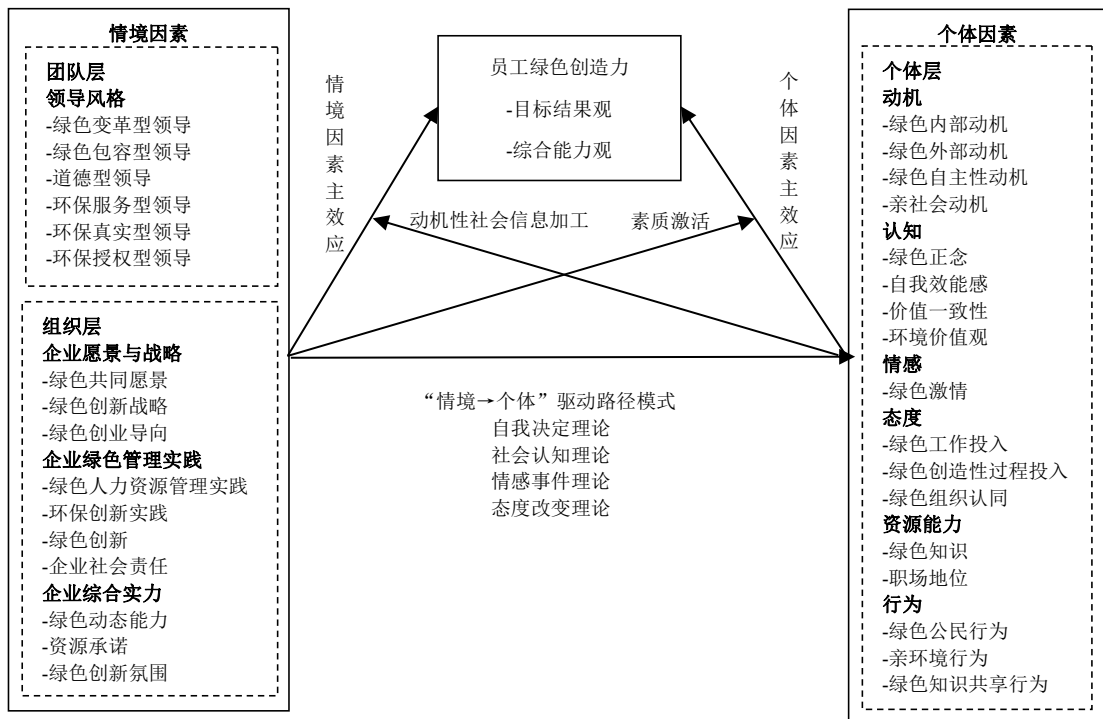 情境因素
团队层
领导风格
-绿色变革型领导
-绿色包容型领导
-道德型领导
-环保服务型领导
-环保真实型领导
-环保授权型领导
组织层
企业愿景与战略
-绿色共同愿景
-绿色创新战略
-绿色创业导向
企业绿色管理实践
-绿色人力资源管理实践
-环保创新实践
-绿色创新
-企业社会责任
企业综合实力
-绿色动态能力
-资源承诺
-绿色创新氛围
情境因素主效应
员工绿色创造力
-目标结果观
-综合能力观
个体因素主效应
动机性社会信息加工
素质激活
“情境→个体”驱动路径模式
自我决定理论
社会认知理论
情感事件理论
态度改变理论
个体因素
个体层
动机
-绿色内部动机
-绿色外部动机
-绿色自主性动机
-亲社会动机
认知
-绿色正念
-自我效能感
-价值一致性
-环境价值观
情感
-绿色激情
态度
-绿色工作投入
-绿色创造性过程投入
-绿色组织认同
资源能力
-绿色知识
-职场地位
行为
-绿色公民行为
-亲环境行为
-绿色知识共享行为